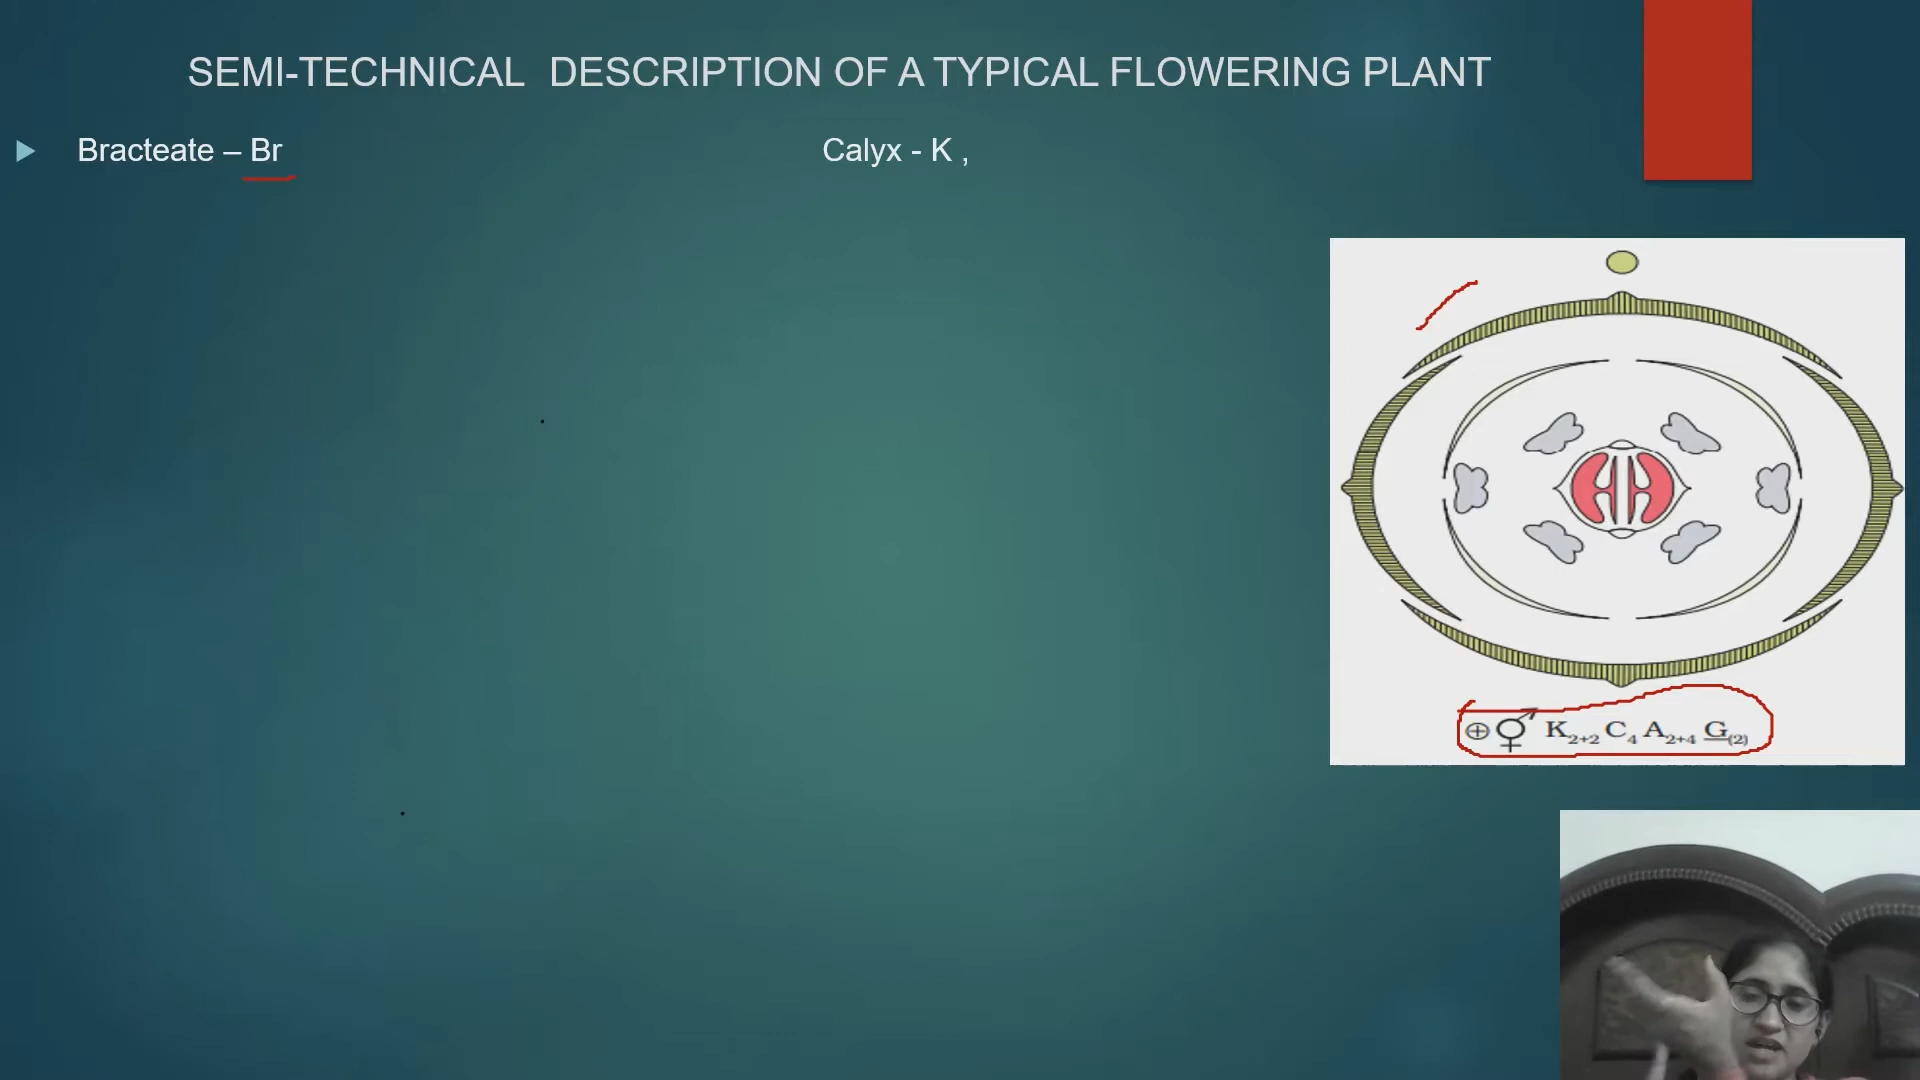 SEMI-TECHNICAL DESCRIPTION OF A TYPICAL FLOWERING PLANT
Bracteate – Br
Calyx - K ,
⊕ ⚥ K2+2 C4 A2+4 G(2)